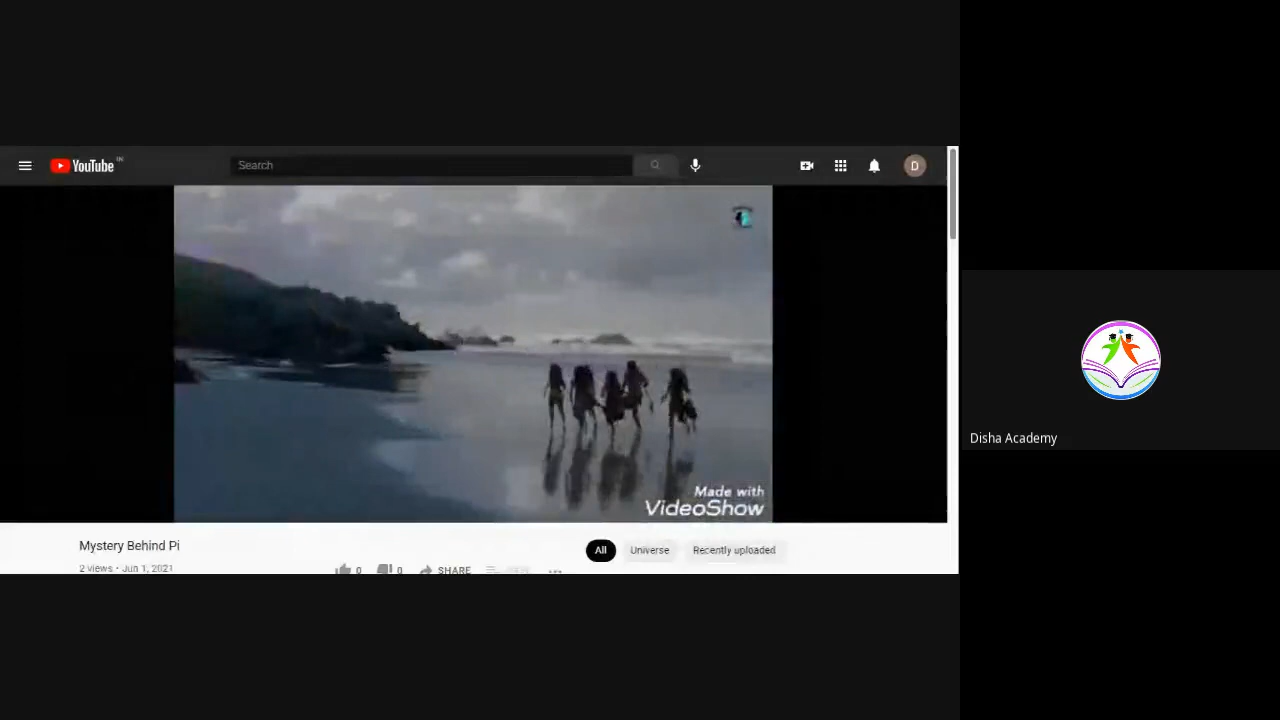 YouTube IN
Search
D
Made with
VideoShow
Mystery Behind Pi
2 views • Jun 1, 2021
0
0
SHARE
All
Universe
Recently uploaded
Disha Academy